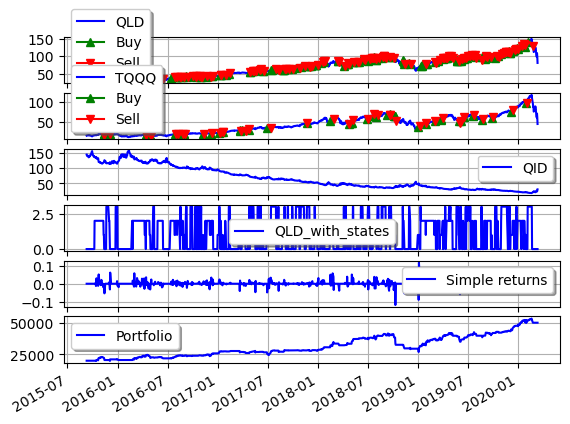 QLD
Buy
Sell
150
100
50
TQQQ
Buy
Sell
100
50
150
100
50
QID
2.5
0.0
QLD_with_states
0.1
0.0
−0.1
Simple returns
50000
25000
Portfolio
2015-07
2016-01
2016-07
2017-01
2017-07
2018-01
2018-07
2019-01
2019-07
2020-01